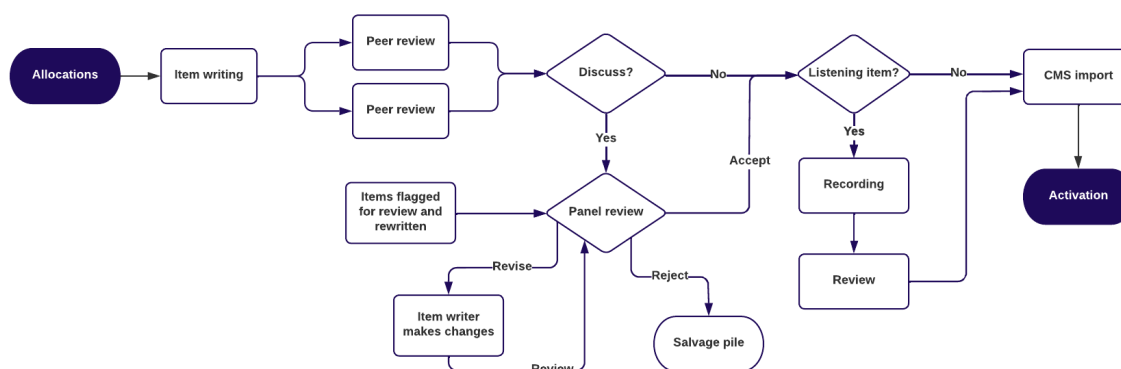 Peer review
Allocations
Item writing
Discuss?
No
Listening item?
No
CMS import
Peer review
Yes
Yes
Accept
Items flagged
for review and
rewritten
Panel review
Recording
Activation
Revise
Reject
Review
Item writer
makes changes
Salvage pile
Review